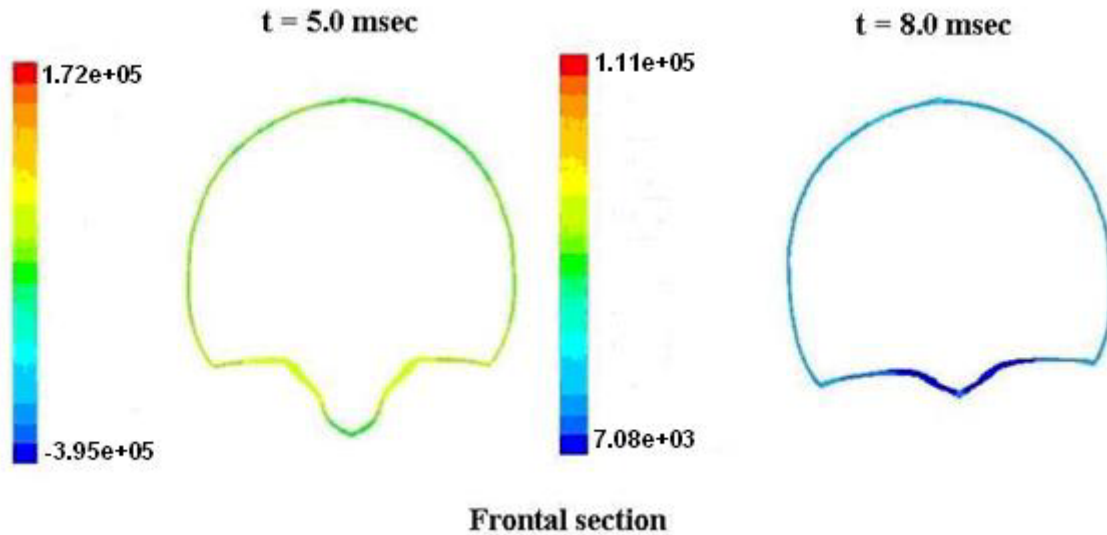 t = 5.0 msec
t = 8.0 msec
1.72e+05
1.11e+05
-3.95e+05
7.08e+03
Frontal section